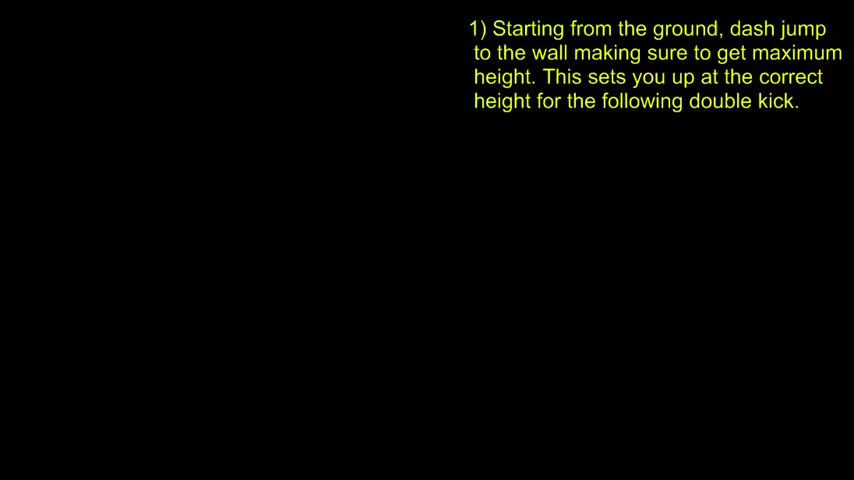 1) Starting from the ground, dash jump
to the wall making sure to get maximum
height. This sets you up at the correct
height for the following double kick.